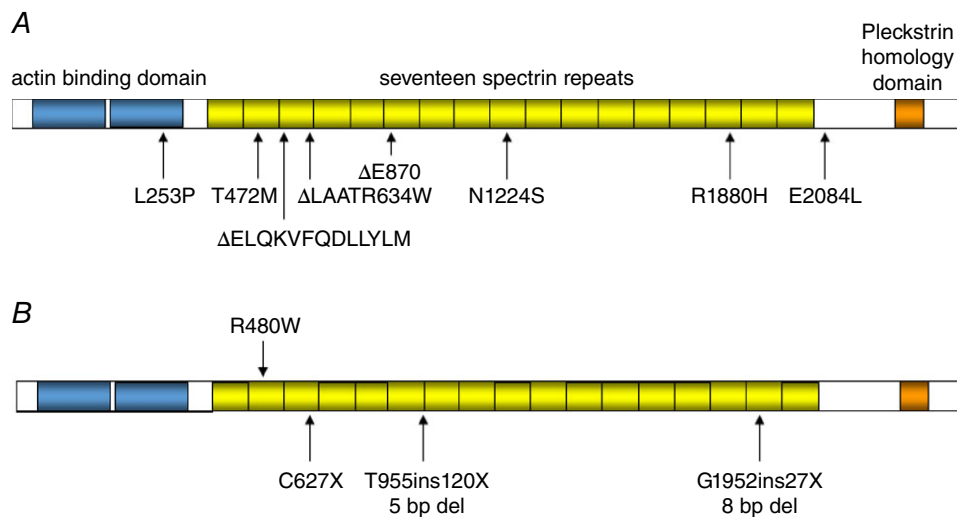 A
Pleckstrin
homology
domain
actin binding domain
seventeen spectrin repeats
ΔE870
L253P
T472M
ΔLAATR634W
N1224S
R1880H
E2084L
ΔELQKVFQDLLYLM
B
R480W
C627X
T955ins120X
5 bp del
G1952ins27X
8 bp del